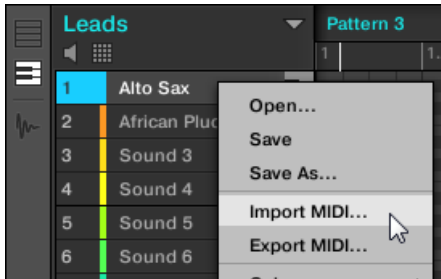 Leads
Pattern 3
1
1.
1 Alto Sax
2 African Pluc
3 Sound 3
4 Sound 4
5 Sound 5
6 Sound 6
Open...
Save
Save As...
Import MIDI...
Export MIDI...